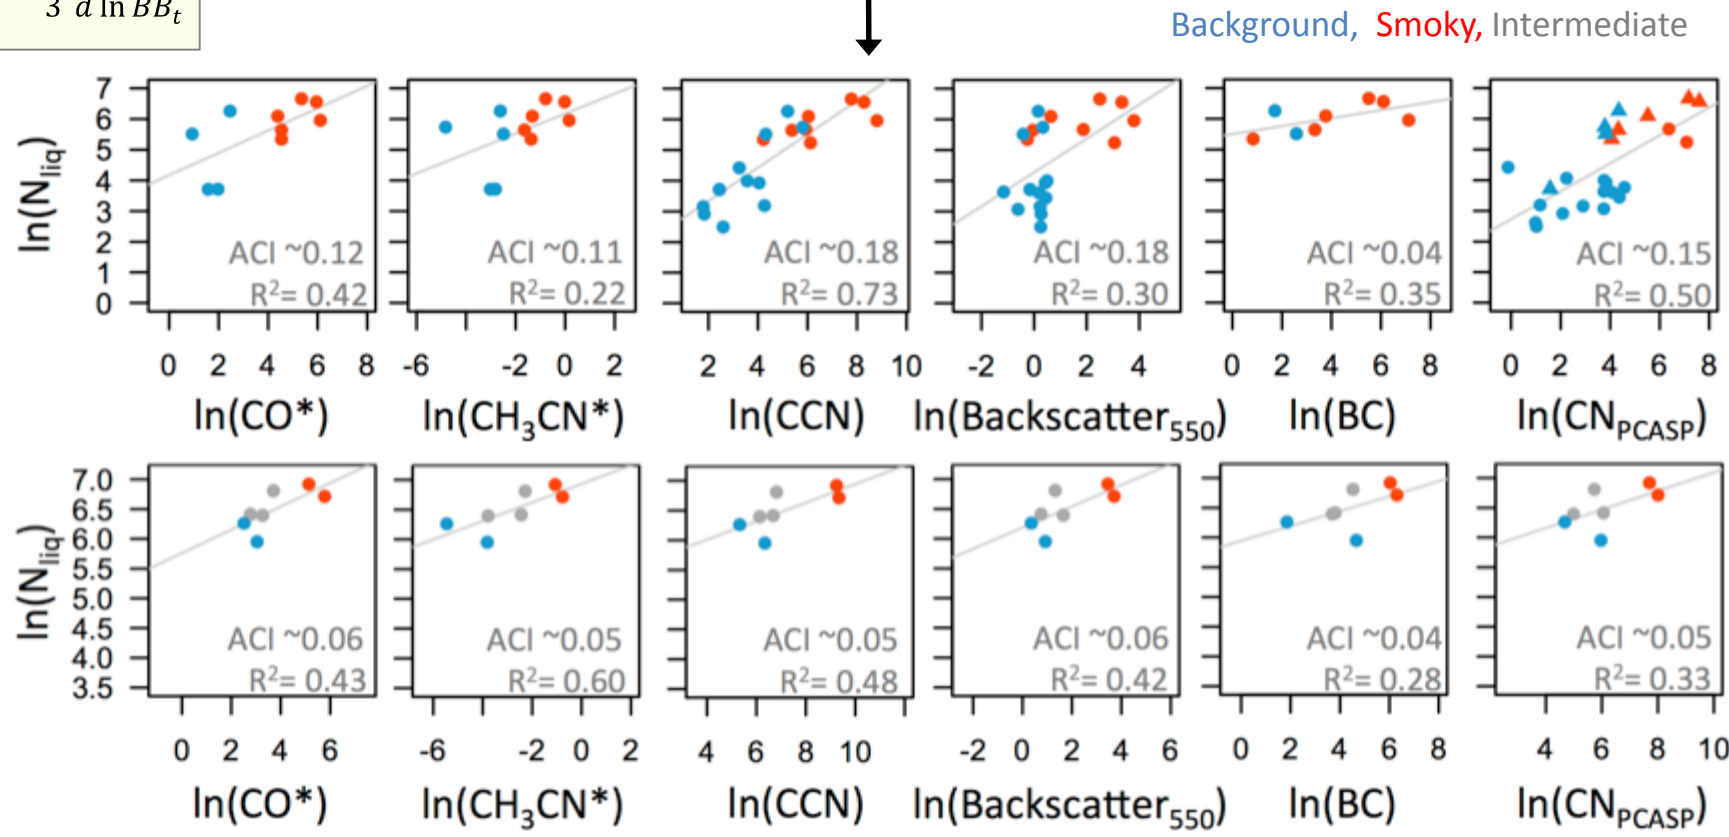 3 d ln BB_t
Background, Smoky, Intermediate
7
6
5
4
3
2
1
0
ln(N_liq)
ACI ~0.12
R²= 0.42
ACI ~0.11
R²= 0.22
ACI ~0.18
R²= 0.73
ACI ~0.18
R²= 0.30
ACI ~0.04
R²= 0.35
ACI ~0.15
R²= 0.50
0 2 4 6 8
-6 -2 0 2
2 4 6 8 10
-2 0 2 4
0 2 4 6 8
0 2 4 6 8
ln(CO*)
ln(CH₃CN*)
ln(CCN)
ln(Backscatter₅₅₀)
ln(BC)
ln(CN_PCASP)
7.0
6.5
6.0
5.5
5.0
4.5
4.0
3.5
ln(N_liq)
ACI ~0.06
R²= 0.43
ACI ~0.05
R²= 0.60
ACI ~0.05
R²= 0.48
ACI ~0.06
R²= 0.42
ACI ~0.04
R²= 0.28
ACI ~0.05
R²= 0.33
0 2 4 6
-6 -2 0 2
4 6 8 10
-2 0 2 4 6
0 2 4 6 8
4 6 8 10
ln(CO*)
ln(CH₃CN*)
ln(CCN)
ln(Backscatter₅₅₀)
ln(BC)
ln(CN_PCASP)